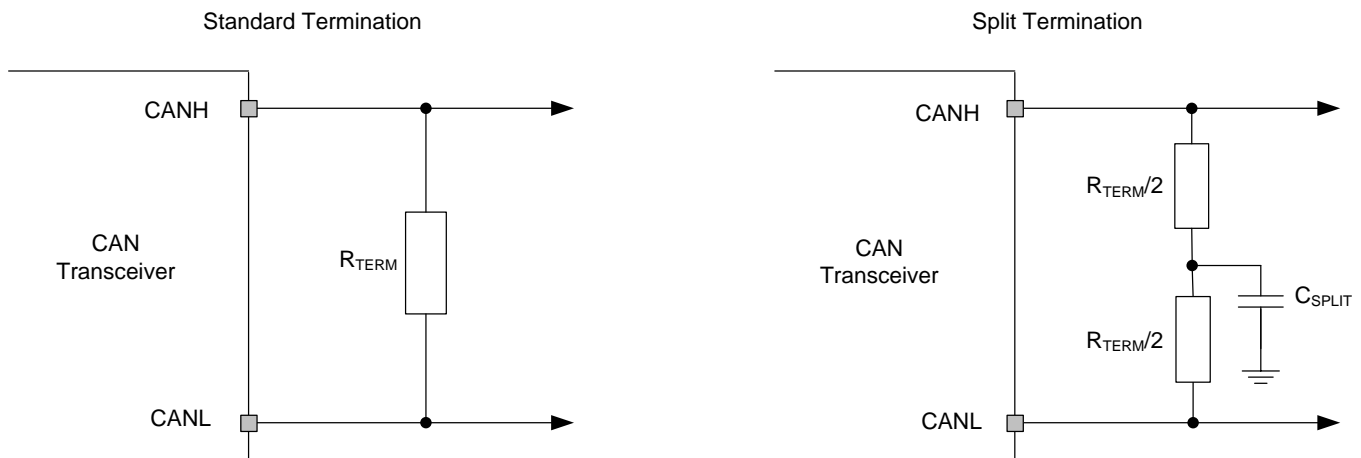 Standard Termination
CANH
CAN
Transceiver
RTERM
CANL
Split Termination
CANH
RTERM/2
CAN
Transceiver
CSPLIT
RTERM/2
CANL